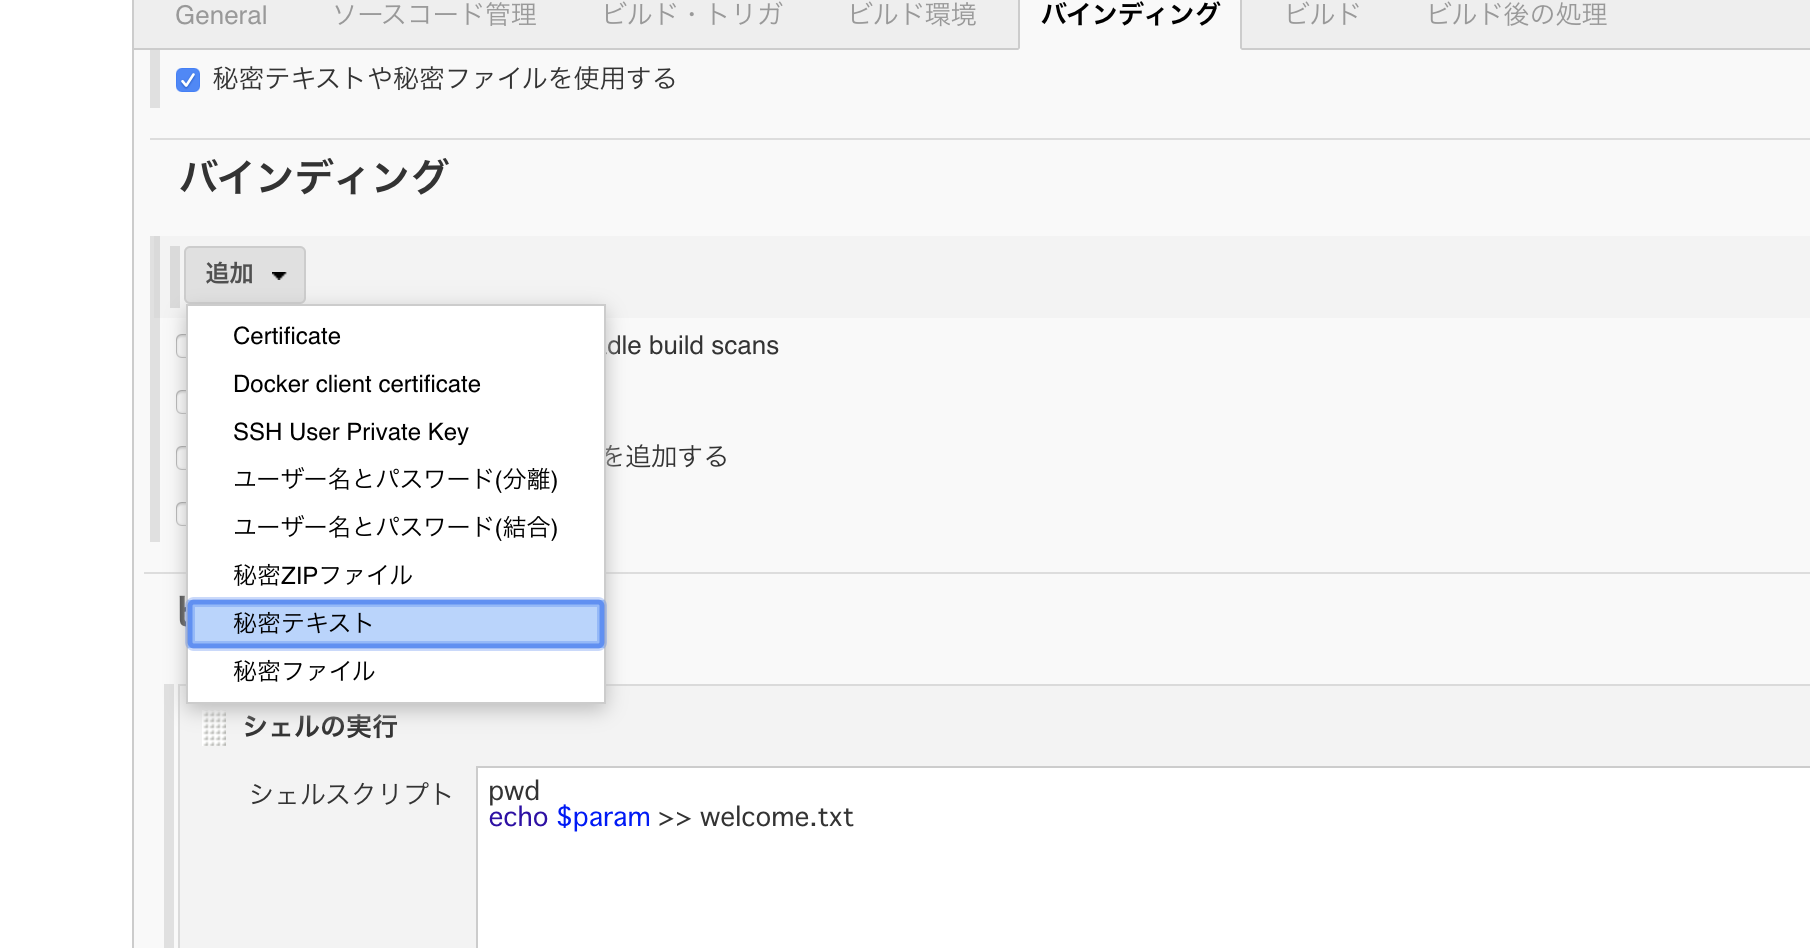 General ソースコード管理 ビルド・トリガ ビルド環境 バインディング ビルド ビルド後の処理
秘密テキストや秘密ファイルを使用する
バインディング
追加
Certificate
dle build scans
Docker client certificate
SSH User Private Key
を追加する
ユーザー名とパスワード(分離)
ユーザー名とパスワード(結合)
秘密ZIPファイル
秘密テキスト
秘密ファイル
シェルの実行
シェルスクリプト
pwd
echo $param >> welcome.txt